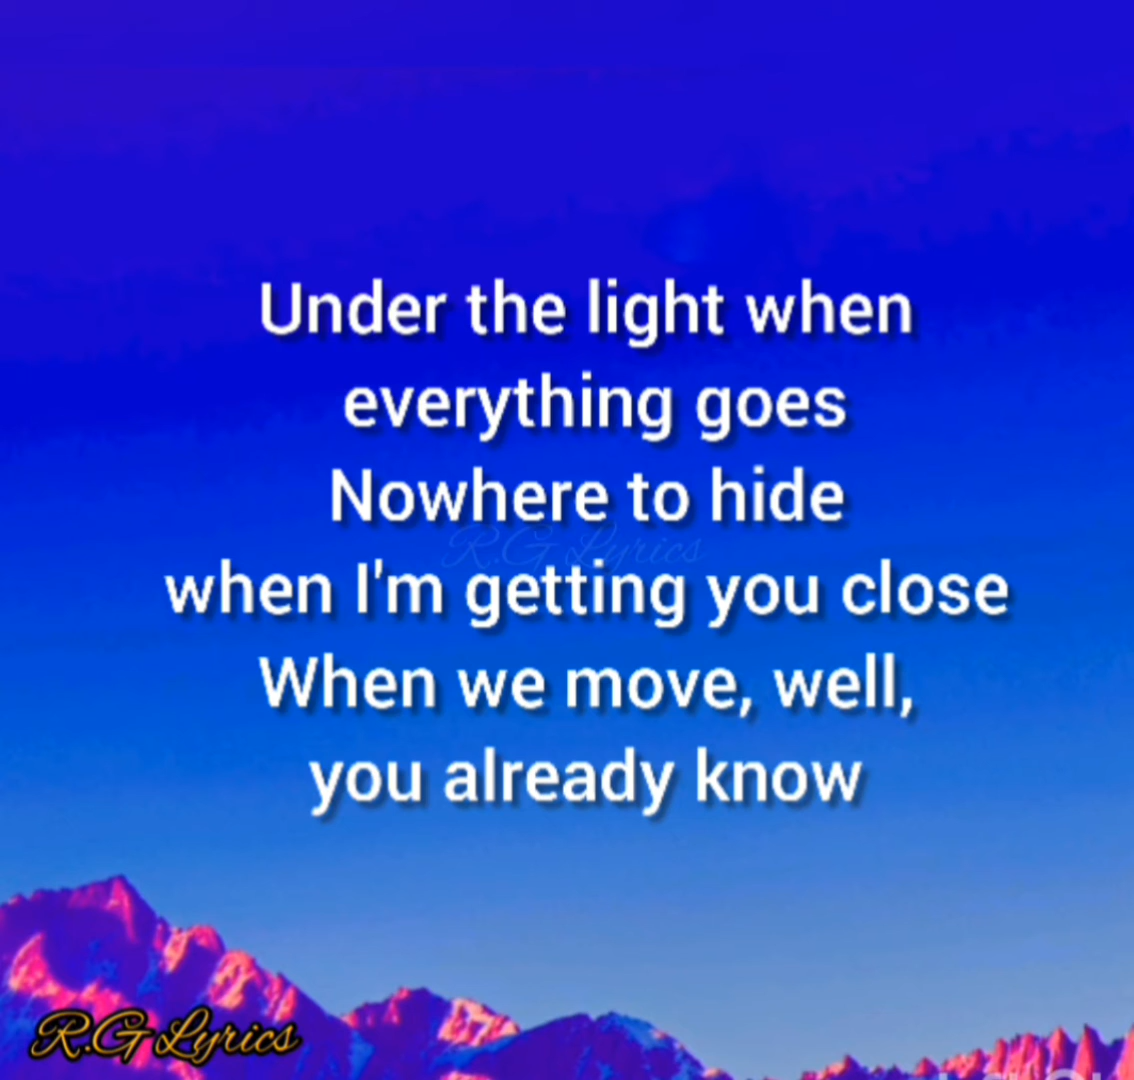 Under the light when
everything goes
Nowhere to hide
R.G Lyrics
when I'm getting you close
When we move, well,
you already know
R.G Lyrics